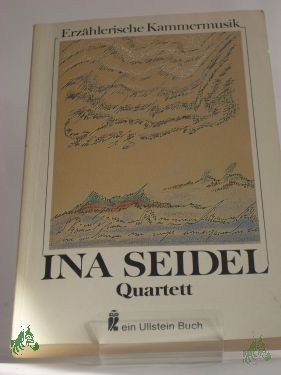 Erzählerische Kammermusik
INA SEIDEL
Quartett
ein Ullstein Buch